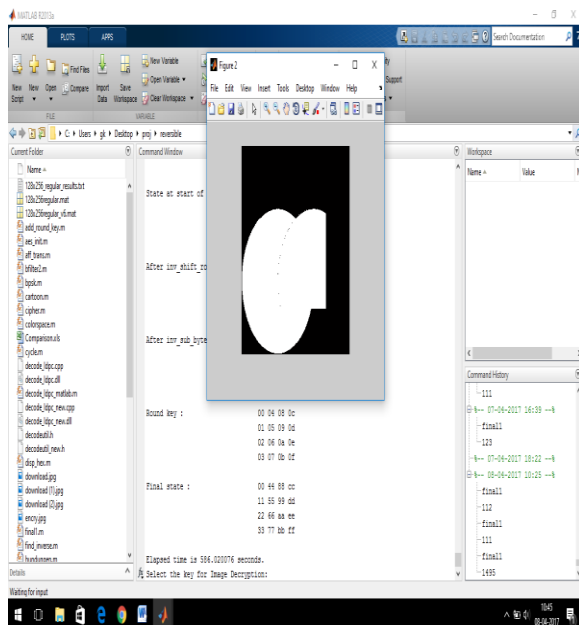 MATLAB R2013a
HOME PLOTS APPS
Search Documentation
New Script
New
Open
Find Files
Compare
Import Data
Save Workspace
New Variable
Open Variable
Clear Workspace
FILE
VARIABLE
Support
C: Users gk Desktop proj reversible
Current Folder
Name
128x256_regular_results.txt
128x256regular.mat
128x256regular_v6.mat
add_round_key.m
aes_init.m
aff_trans.m
bfilter2.m
bpsk.m
cartoon.m
cipher.m
colorspace.m
Comparison.xls
cycle.m
decode_ldpc.cpp
decode_ldpc.dll
decode_ldpc_matlab.m
decode_ldpc_new.cpp
decode_ldpc_new.dll
decodeutil.h
decodeutil_new.h
disp_hex.m
download.jpg
download (1).jpg
download (2).jpg
encry.jpg
final1.m
find_inverse.m
Details
Command Window
State at start of
After inv_shift_ro
After inv_sub_byte
Round key : 00 04 08 0c
01 05 09 0d
02 06 0a 0e
03 07 0b 0f
Final state : 00 44 88 cc
11 55 99 dd
22 66 aa ee
33 77 bb ff
Elapsed time is 586.020076 seconds.
fx Select the key for Image Decryption:
Figure 2
File Edit View Insert Tools Desktop Window Help
Workspace
Name Value
Command History
111
%-- 07-04-2017 16:39 --%
final1
123
%-- 07-04-2017 18:22 --%
%-- 08-04-2017 10:25 --%
final1
112
final1
111
final1
1495
Waiting for input
10:45
08-04-2017